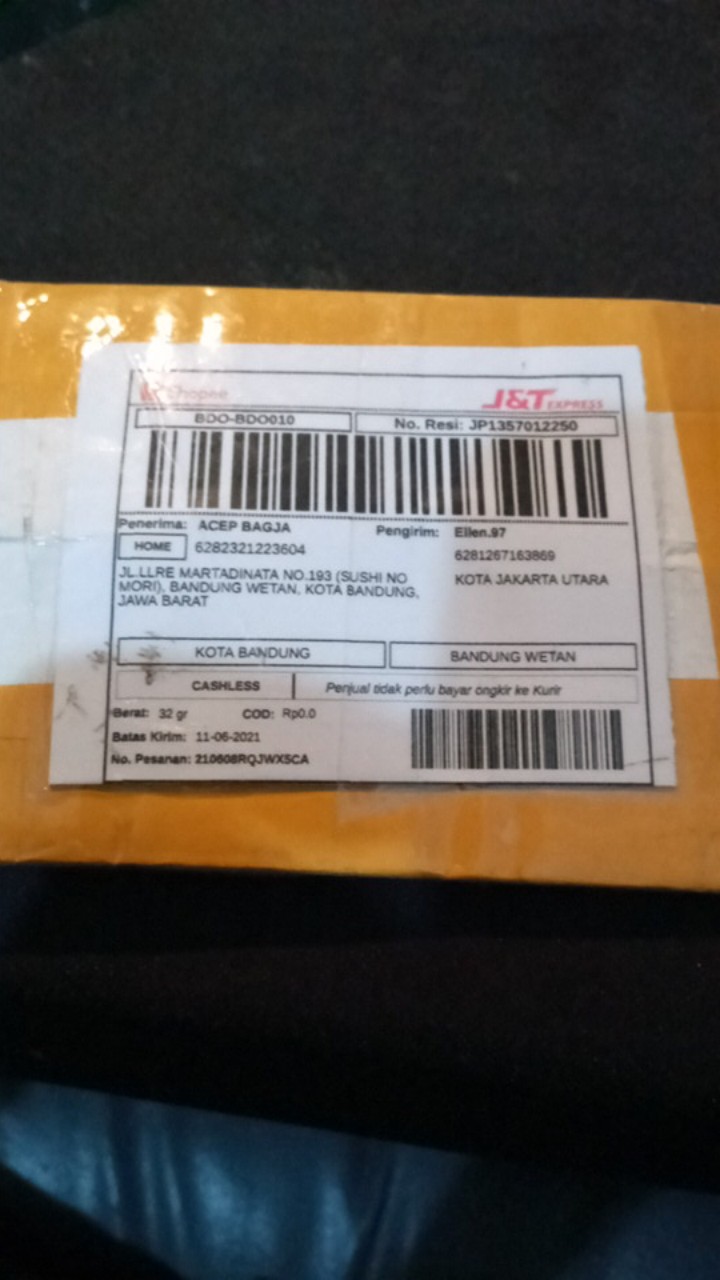 Shopee
J&T EXPRESS
BDO-BDO010
No. Resi: JP1357012250
Penerima: ACEP BAGJA
HOME 6282321223604
JL.LLRE MARTADINATA NO.193 (SUSHI NO
MORI), BANDUNG WETAN, KOTA BANDUNG,
JAWA BARAT
Pengirim: Ellen.97
6281267163869
KOTA JAKARTA UTARA
KOTA BANDUNG
BANDUNG WETAN
CASHLESS
Penjual tidak perlu bayar ongkir ke Kurir
Berat: 32 gr COD: Rp0.0
Batas Kirim: 11-06-2021
No. Pesanan: 210608RQJWX5CA